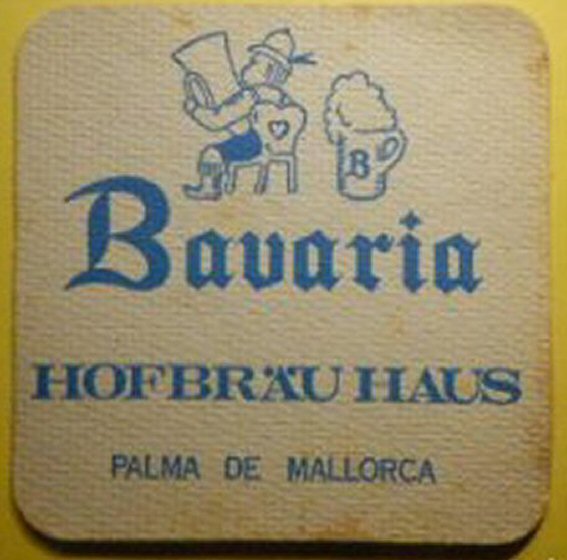 B
Bavaria
HOFBRÄU HAUS
PALMA DE MALLORCA